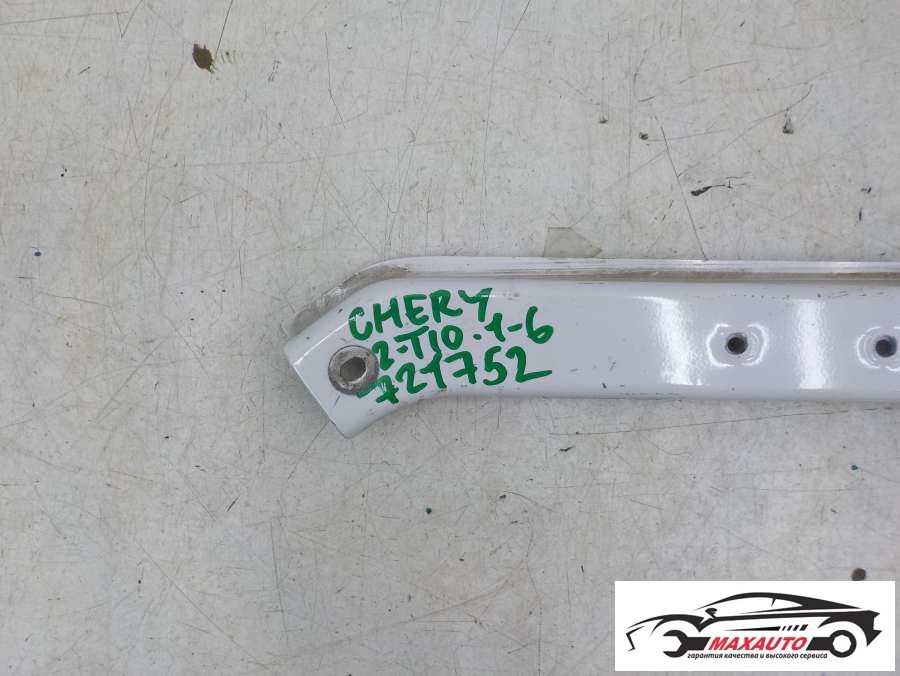 CHERY
2-T10.1-6
721752
MAXAUTO
гарантия качества и высокого сервиса